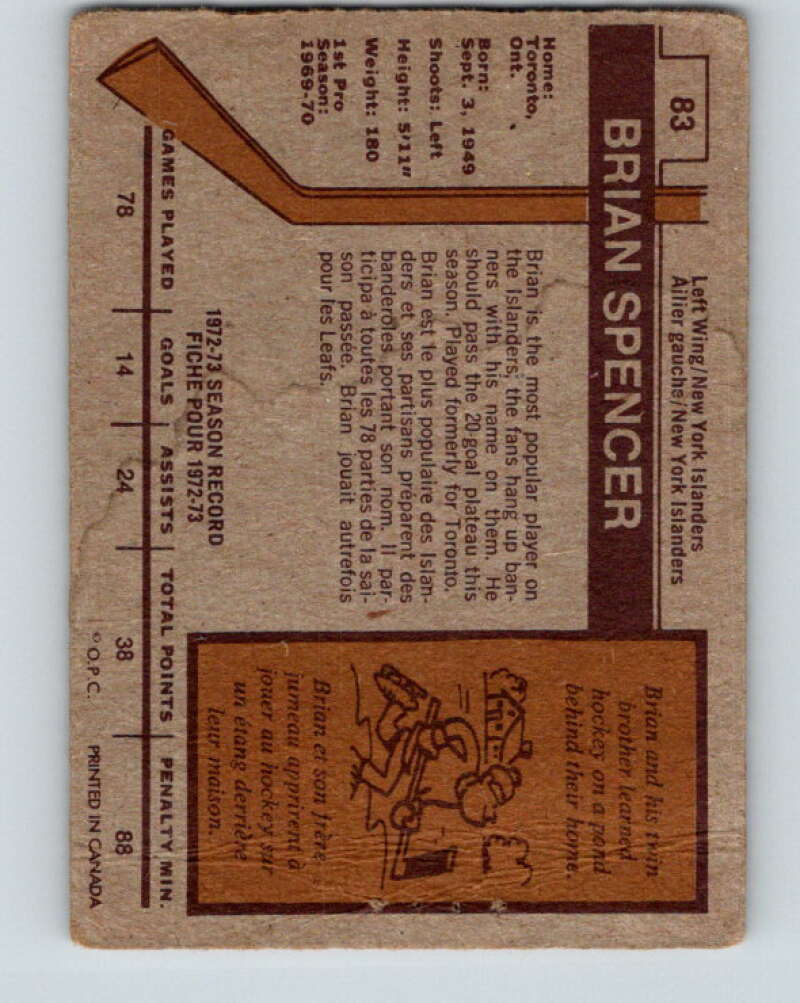 83
Left Wing/New York Islanders
Ailier gauche/New York Islanders
BRIAN SPENCER
Home:
Toronto,
Ont.
Born:
Sept. 3, 1949
Shoots: Left
Height: 5'11"
Weight: 180
1st Pro
Season:
1969-70
Brian is the most popular player on
the Islanders, the fans hang up ban-
ners with his name on them. He
should pass the 20-goal plateau this
season. Played formerly for Toronto.
Brian est le plus populaire des Islan-
ders et ses partisans préparent des
banderoles portant son nom. Il par-
ticipa à toutes les 78 parties de la sai-
son passée. Brian jouait autrefois
pour les Leafs.
Brian and his twin
brother learned
hockey on a pond
behind their home.
Brian et son frère
jumeau apprirent à
jouer au hockey sur
un étang derrière
leur maison.
1972-73 SEASON RECORD
FICHE POUR 1972-73
GAMES PLAYED GOALS ASSISTS TOTAL POINTS PENALTY MIN.
78 14 24 38 88
© O.P.C. PRINTED IN CANADA